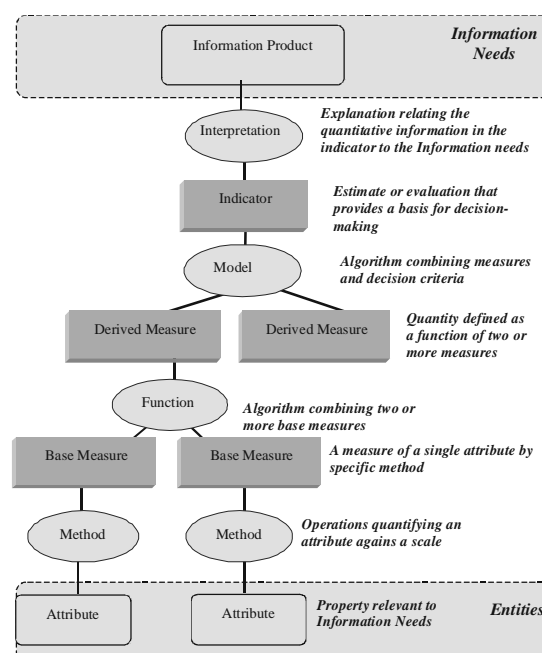 Information Product
Information
Needs
Interpretation
Explanation relating the
quantitative information in the
indicator to the Information needs
Indicator
Estimate or evaluation that
provides a basis for decision-
making
Model
Algorithm combining measures
and decision criteria
Derived Measure
Derived Measure
Quantity defined as
a function of two or
more measures
Function
Algorithm combining two or
more base measures
Base Measure
Base Measure
A measure of a single attribute by
specific method
Method
Method
Operations quantifying an
attribute agains a scale
Attribute
Attribute
Property relevant to
Information Needs
Entities